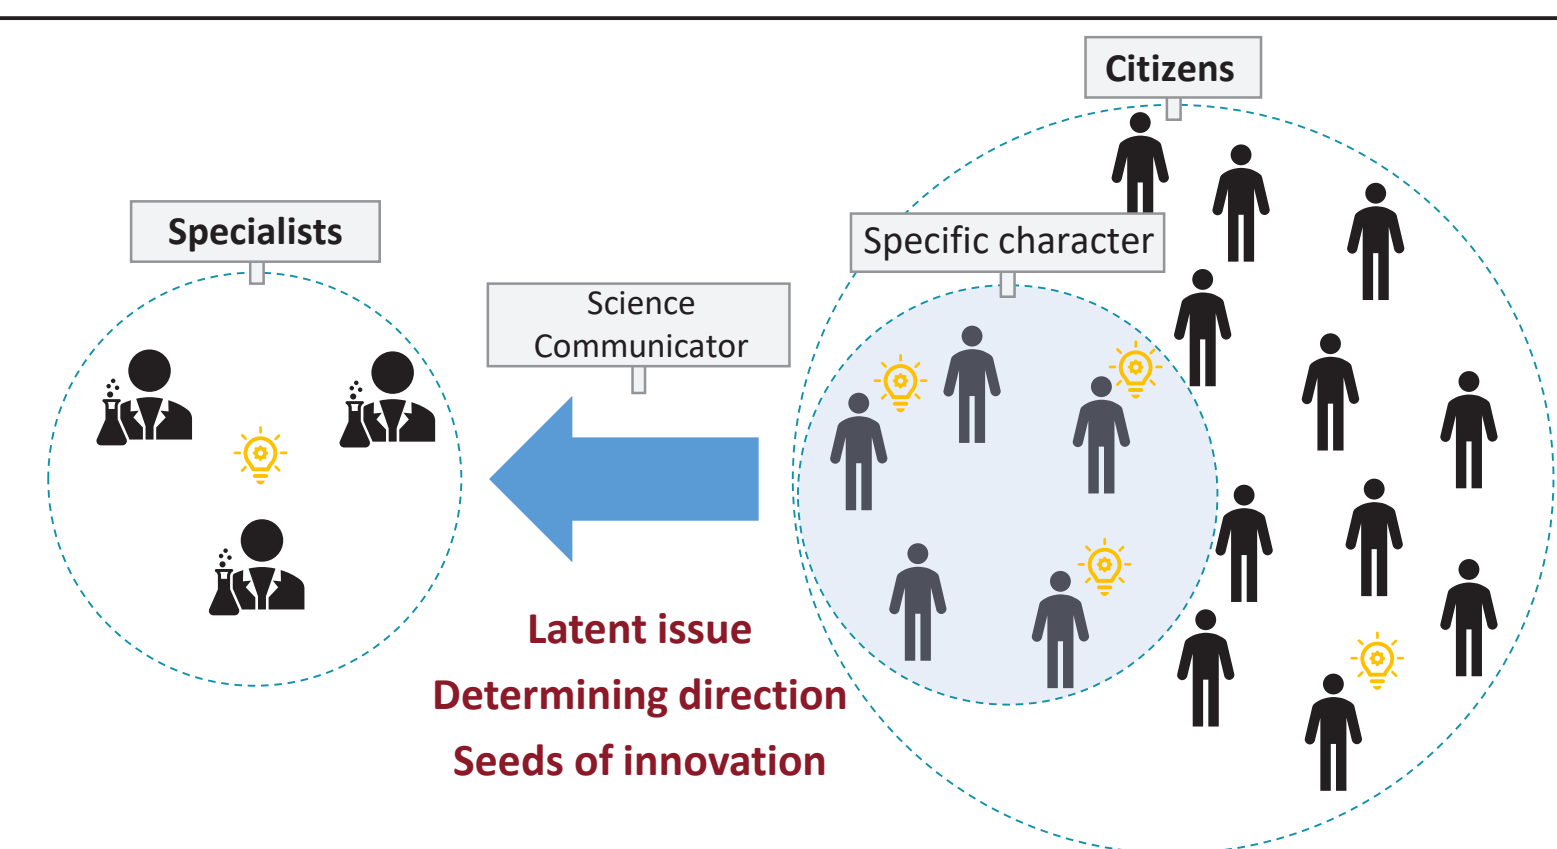 Citizens
Specialists
Specific character
Science
Communicator
Latent issue
Determining direction
Seeds of innovation